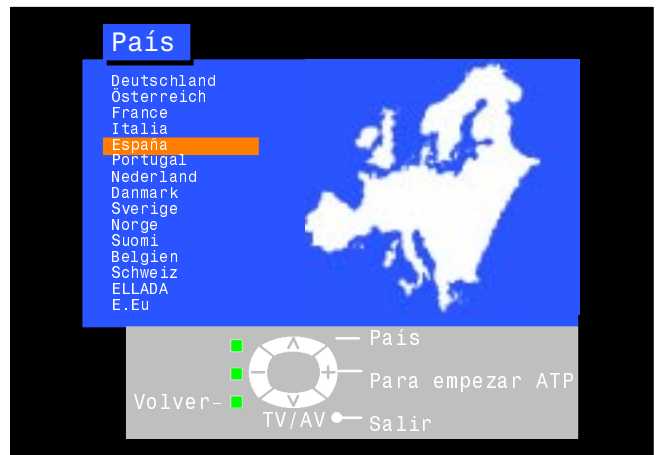 País
Deutschland
Österreich
France
Italia
España
Portugal
Nederland
Danmark
Sverige
Norge
Suomi
Belgien
Schweiz
ELLADA
E.Eu
País
Para empezar ATP
Volver
TV/AV
Salir